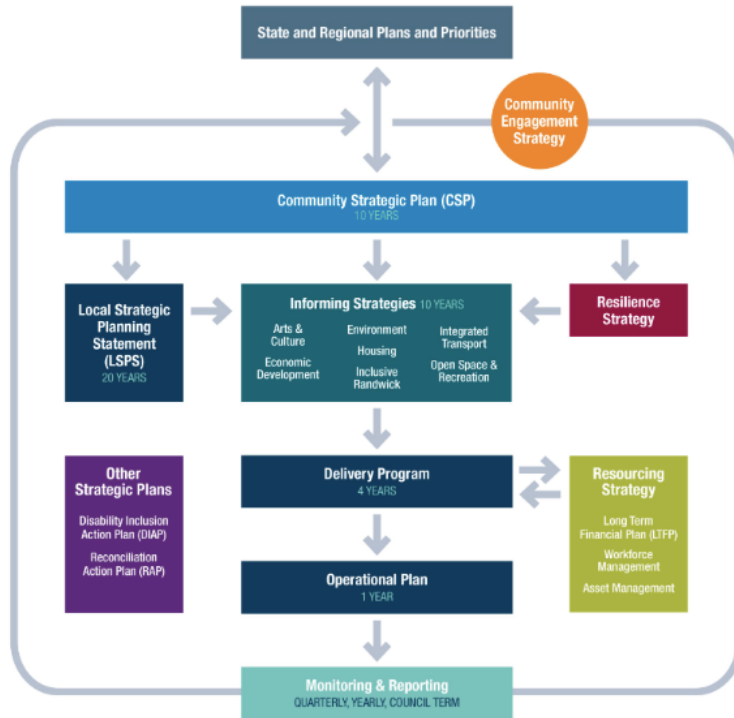 State and Regional Plans and Priorities
Community
Engagement
Strategy
Community Strategic Plan (CSP)
10 YEARS
Local Strategic
Planning
Statement
(LSPS)
20 YEARS
Informing Strategies 10 YEARS
Arts &
Culture
Economic
Development
Environment
Housing
Inclusive
Randwick
Integrated
Transport
Open Space &
Recreation
Resilience
Strategy
Other
Strategic Plans
Disability Inclusion
Action Plan (DIAP)
Reconciliation
Action Plan (RAP)
Delivery Program
4 YEARS
Resourcing
Strategy
Long Term
Financial Plan (LTFP)
Workforce
Management
Asset Management
Operational Plan
1 YEAR
Monitoring & Reporting
QUARTERLY, YEARLY, COUNCIL TERM